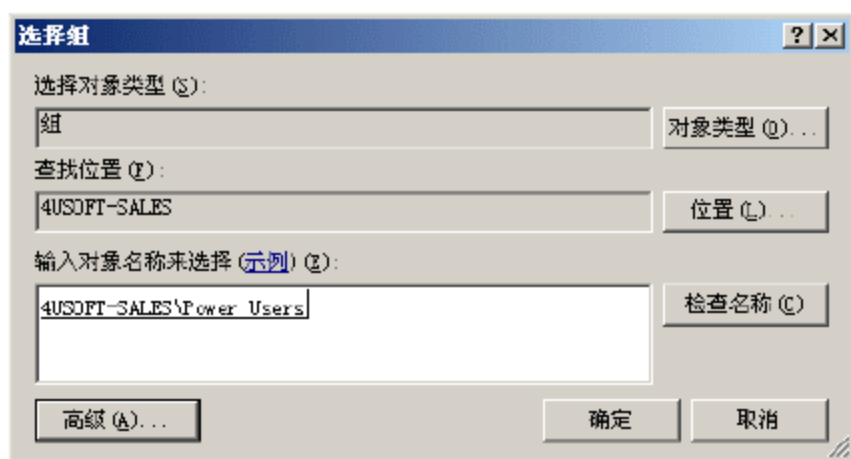 选择组
选择对象类型(S):
组
对象类型(O)...
查找位置(F):
4USOFT-SALES
位置(L)...
输入对象名称来选择(示例)(E):
4USOFT-SALES\Power Users
检查名称(C)
高级(A)...
确定
取消